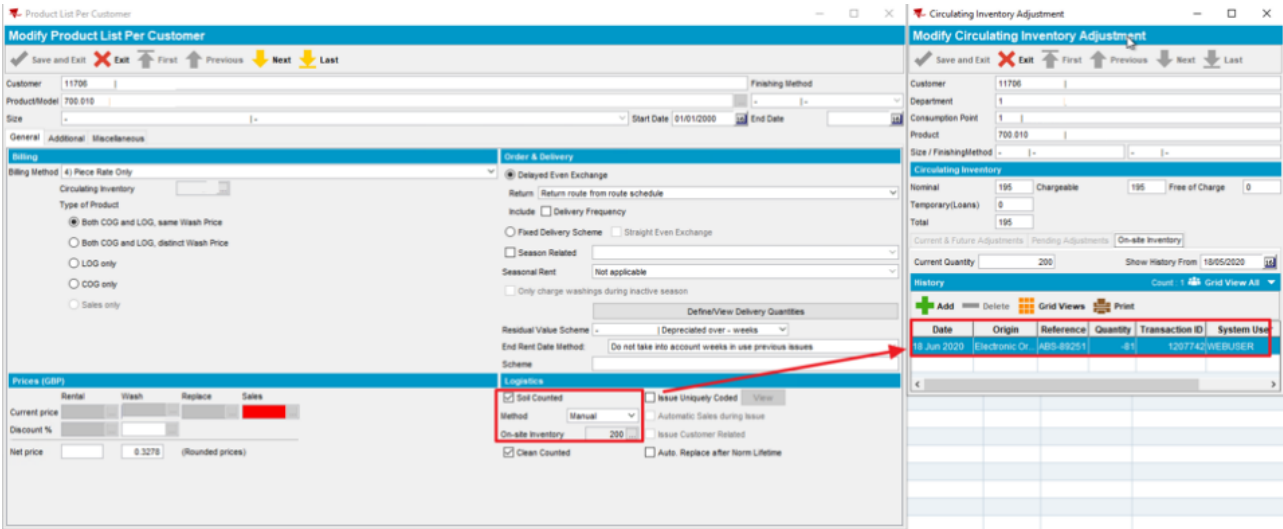 Product List Per Customer
Modify Product List Per Customer
Save and Exit Exit First Previous Next Last
Customer 11706 |
Finishing Method
Product/Model 700.010
- |-
Size - |- Start Date 01/01/2000 15 End Date 15
General Additional Miscellaneous
Billing
Billing Method 4) Piece Rate Only
Circulating Inventory
Type of Product
Both COG and LOG, same Wash Price
Both COG and LOG, distinct Wash Price
LOG only
COG only
Sales only
Order & Delivery
Delayed Even Exchange
Return Return route from route schedule
Include Delivery Frequency
Fixed Delivery Scheme Straight Even Exchange
Season Related
Seasonal Rent Not applicable
Only charge washings during inactive season
Define/View Delivery Quantities
Residual Value Scheme - | Depreciated over - weeks
End Rent Date Method: Do not take into account weeks in use previous issues
Scheme
Prices (GBP)
Rental Wash Replace Sales
Current price
Discount %
Net price 0.3278 (Rounded prices)
Logistics
Soil Counted Issue Uniquely Coded View
Method Manual Automatic Sales during Issue
On-site Inventory 200 ... Issue Customer Related
Clean Counted Auto. Replace after Norm Lifetime
Circulating Inventory Adjustment
Modify Circulating Inventory Adjustment
Save and Exit Exit First Previous Next Last
Customer 11706 |
Department 1
Consumption Point 1 |
Product 700.010 |
Size / FinishingMethod - |- - |-
Circulating Inventory
Nominal 195 Chargeable 195 Free of Charge 0
Temporary(Loans) 0
Total 195
Current & Future Adjustments Pending Adjustments On-site Inventory
Current Quantity 200 Show History From 18/05/2020 15
History Count : 1 Grid View All
Add Delete Grid Views Print
Date Origin Reference Quantity Transaction ID System User
18 Jun 2020 Electronic Or... ABS-89251 -81 1207742 WEBUSER